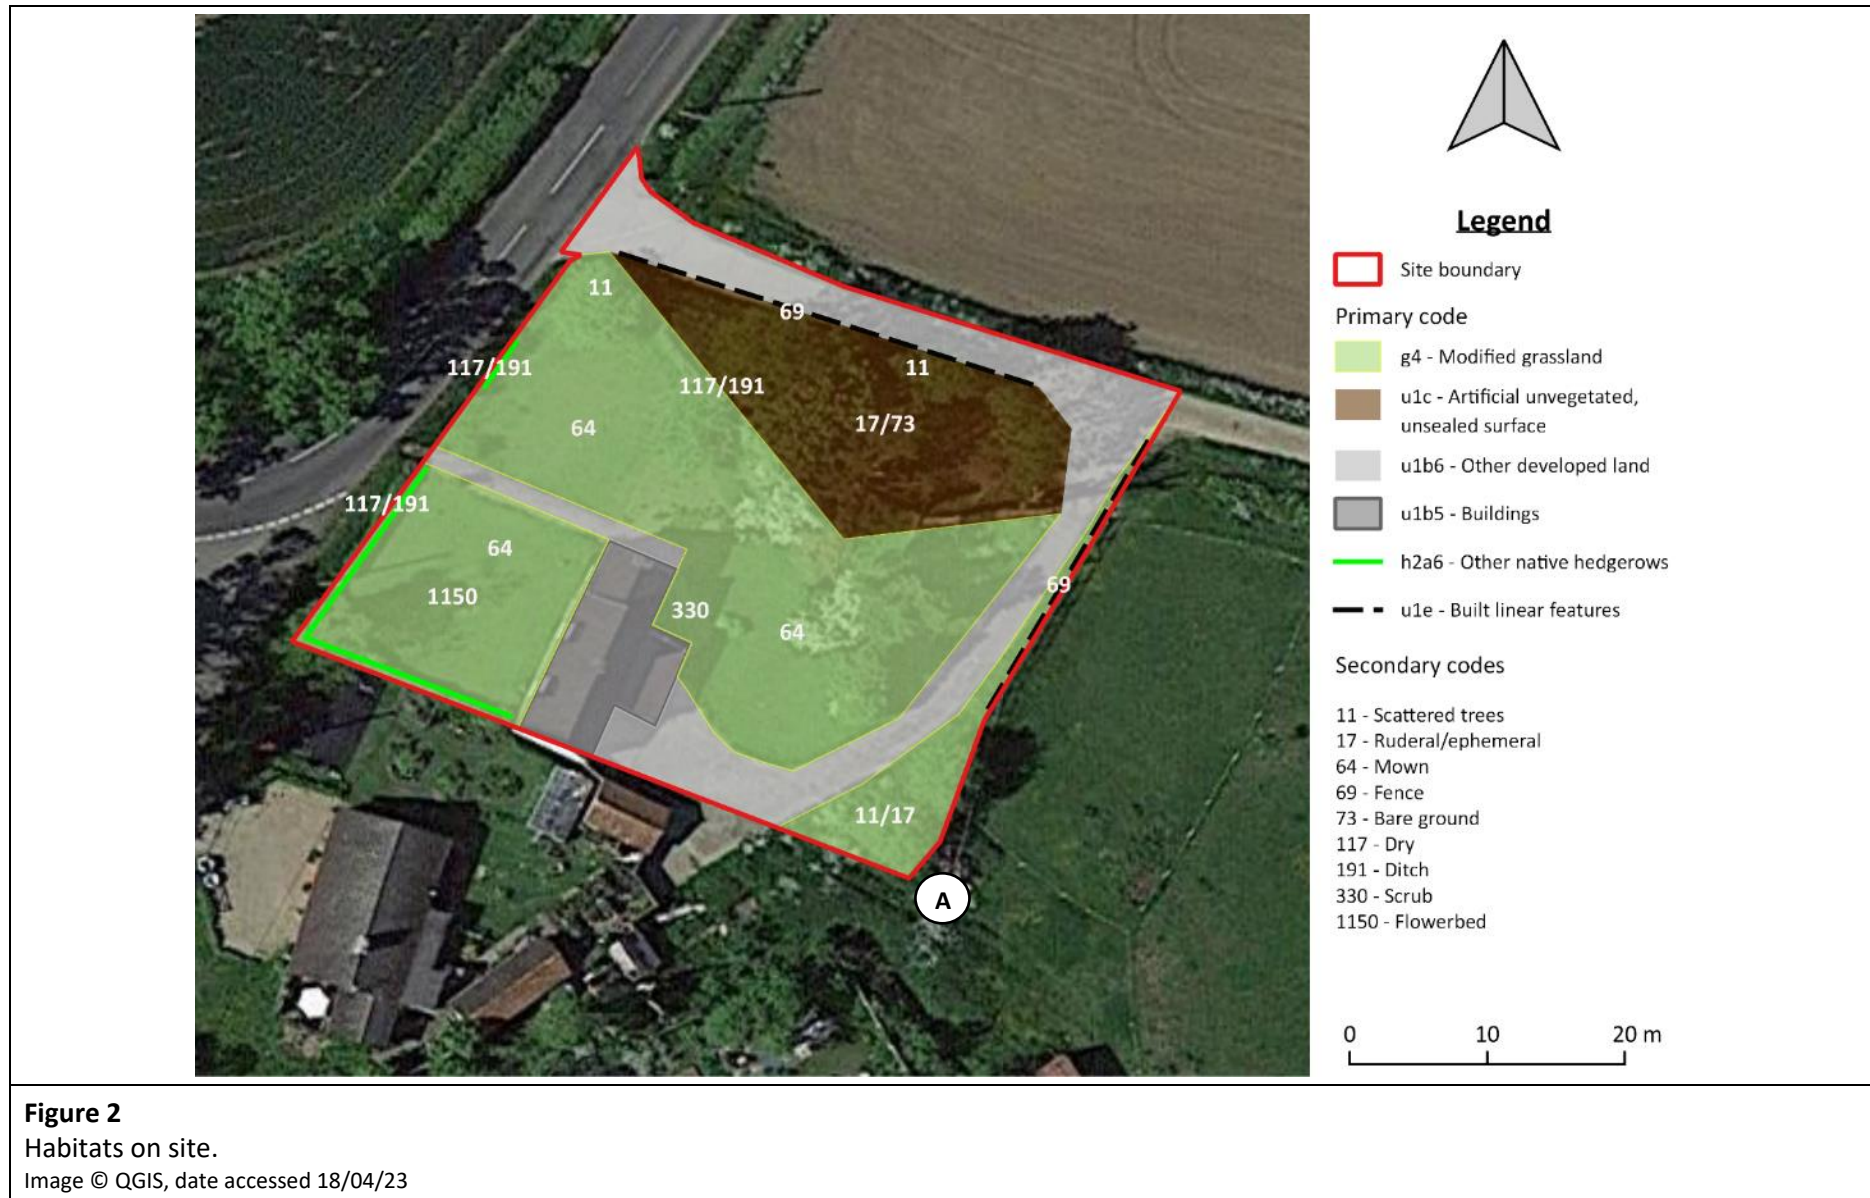 11
69
117/191
117/191
11
17/73
64
117/191
64
1150
330
64
69
11/17
A
Legend
Site boundary
Primary code
g4 - Modified grassland
u1c - Artificial unvegetated,
unsealed surface
u1b6 - Other developed land
u1b5 - Buildings
h2a6 - Other native hedgerows
u1e - Built linear features
Secondary codes
11 - Scattered trees
17 - Ruderal/ephemeral
64 - Mown
69 - Fence
73 - Bare ground
117 - Dry
191 - Ditch
330 - Scrub
1150 - Flowerbed
0 10 20 m
Figure 2
Habitats on site.
Image © QGIS, date accessed 18/04/23